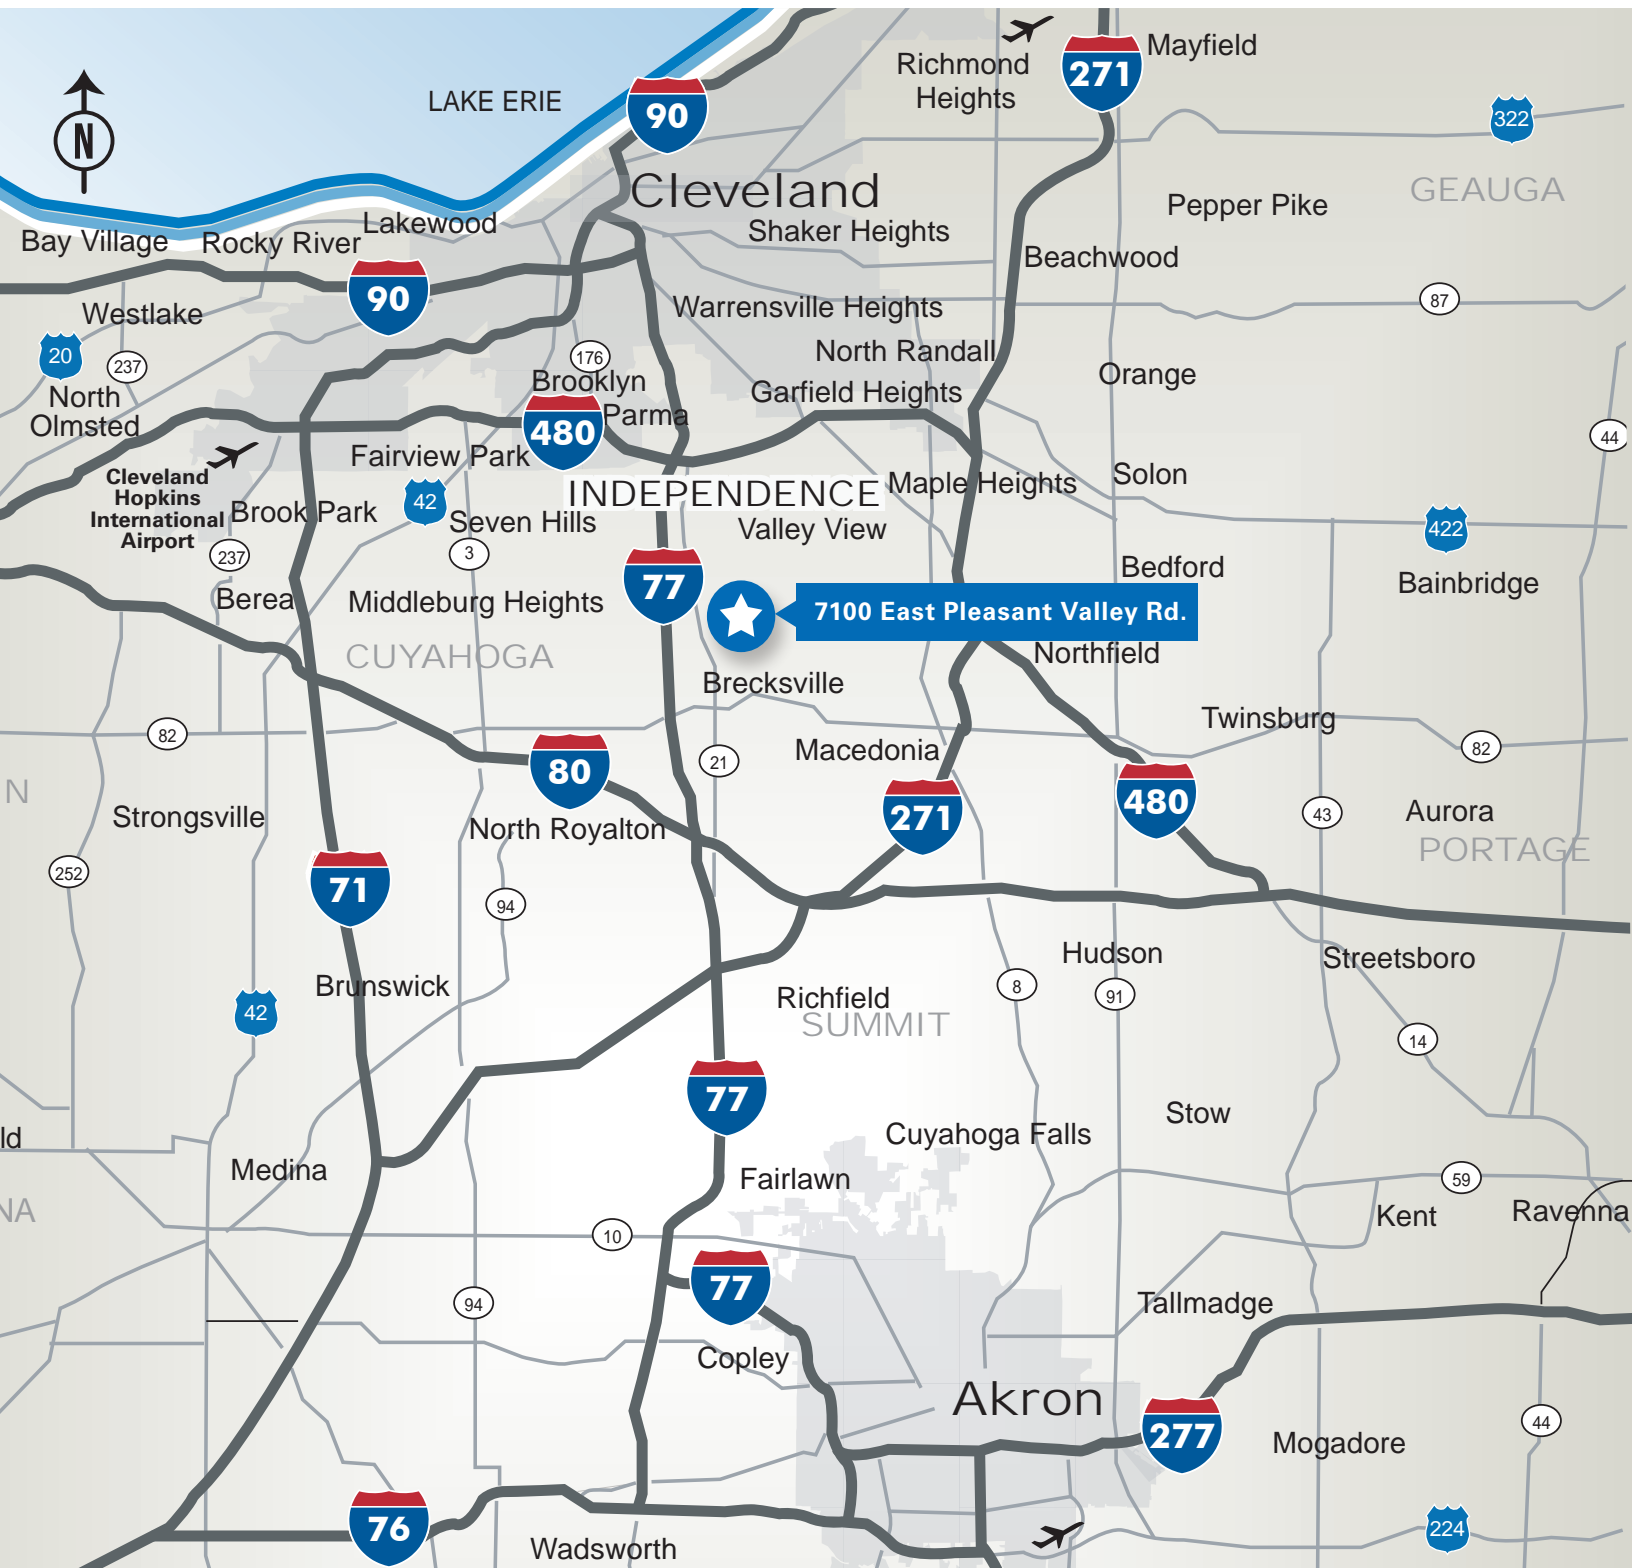 Mayfield
271
Richmond
Heights
LAKE ERIE
90
322
N
Cleveland
GEAUGA
Pepper Pike
Lakewood
Shaker Heights
Bay Village
Rocky River
Beachwood
90
87
Westlake
Warrensville Heights
20
237
176
North Randall
Orange
Brooklyn
Garfield Heights
North
Olmsted
Parma
480
44
Fairview Park
Cleveland
Hopkins
International
Airport
Solon
Maple Heights
INDEPENDENCE
42
Brook Park
Seven Hills
Valley View
422
237
3
Bedford
77
Bainbridge
Berea
Middleburg Heights
7100 East Pleasant Valley Rd.
CUYAHOGA
Northfield
Brecksville
Twinsburg
82
82
Macedonia
21
80
N
480
271
Strongsville
43
Aurora
North Royalton
PORTAGE
252
71
94
Hudson
Streetsboro
Brunswick
8
91
Richfield
42
SUMMIT
14
77
Stow
ld
Cuyahoga Falls
Medina
Fairlawn
59
NA
Kent
Ravenna
10
77
94
Tallmadge
Copley
Akron
277
44
Mogadore
76
224
Wadsworth